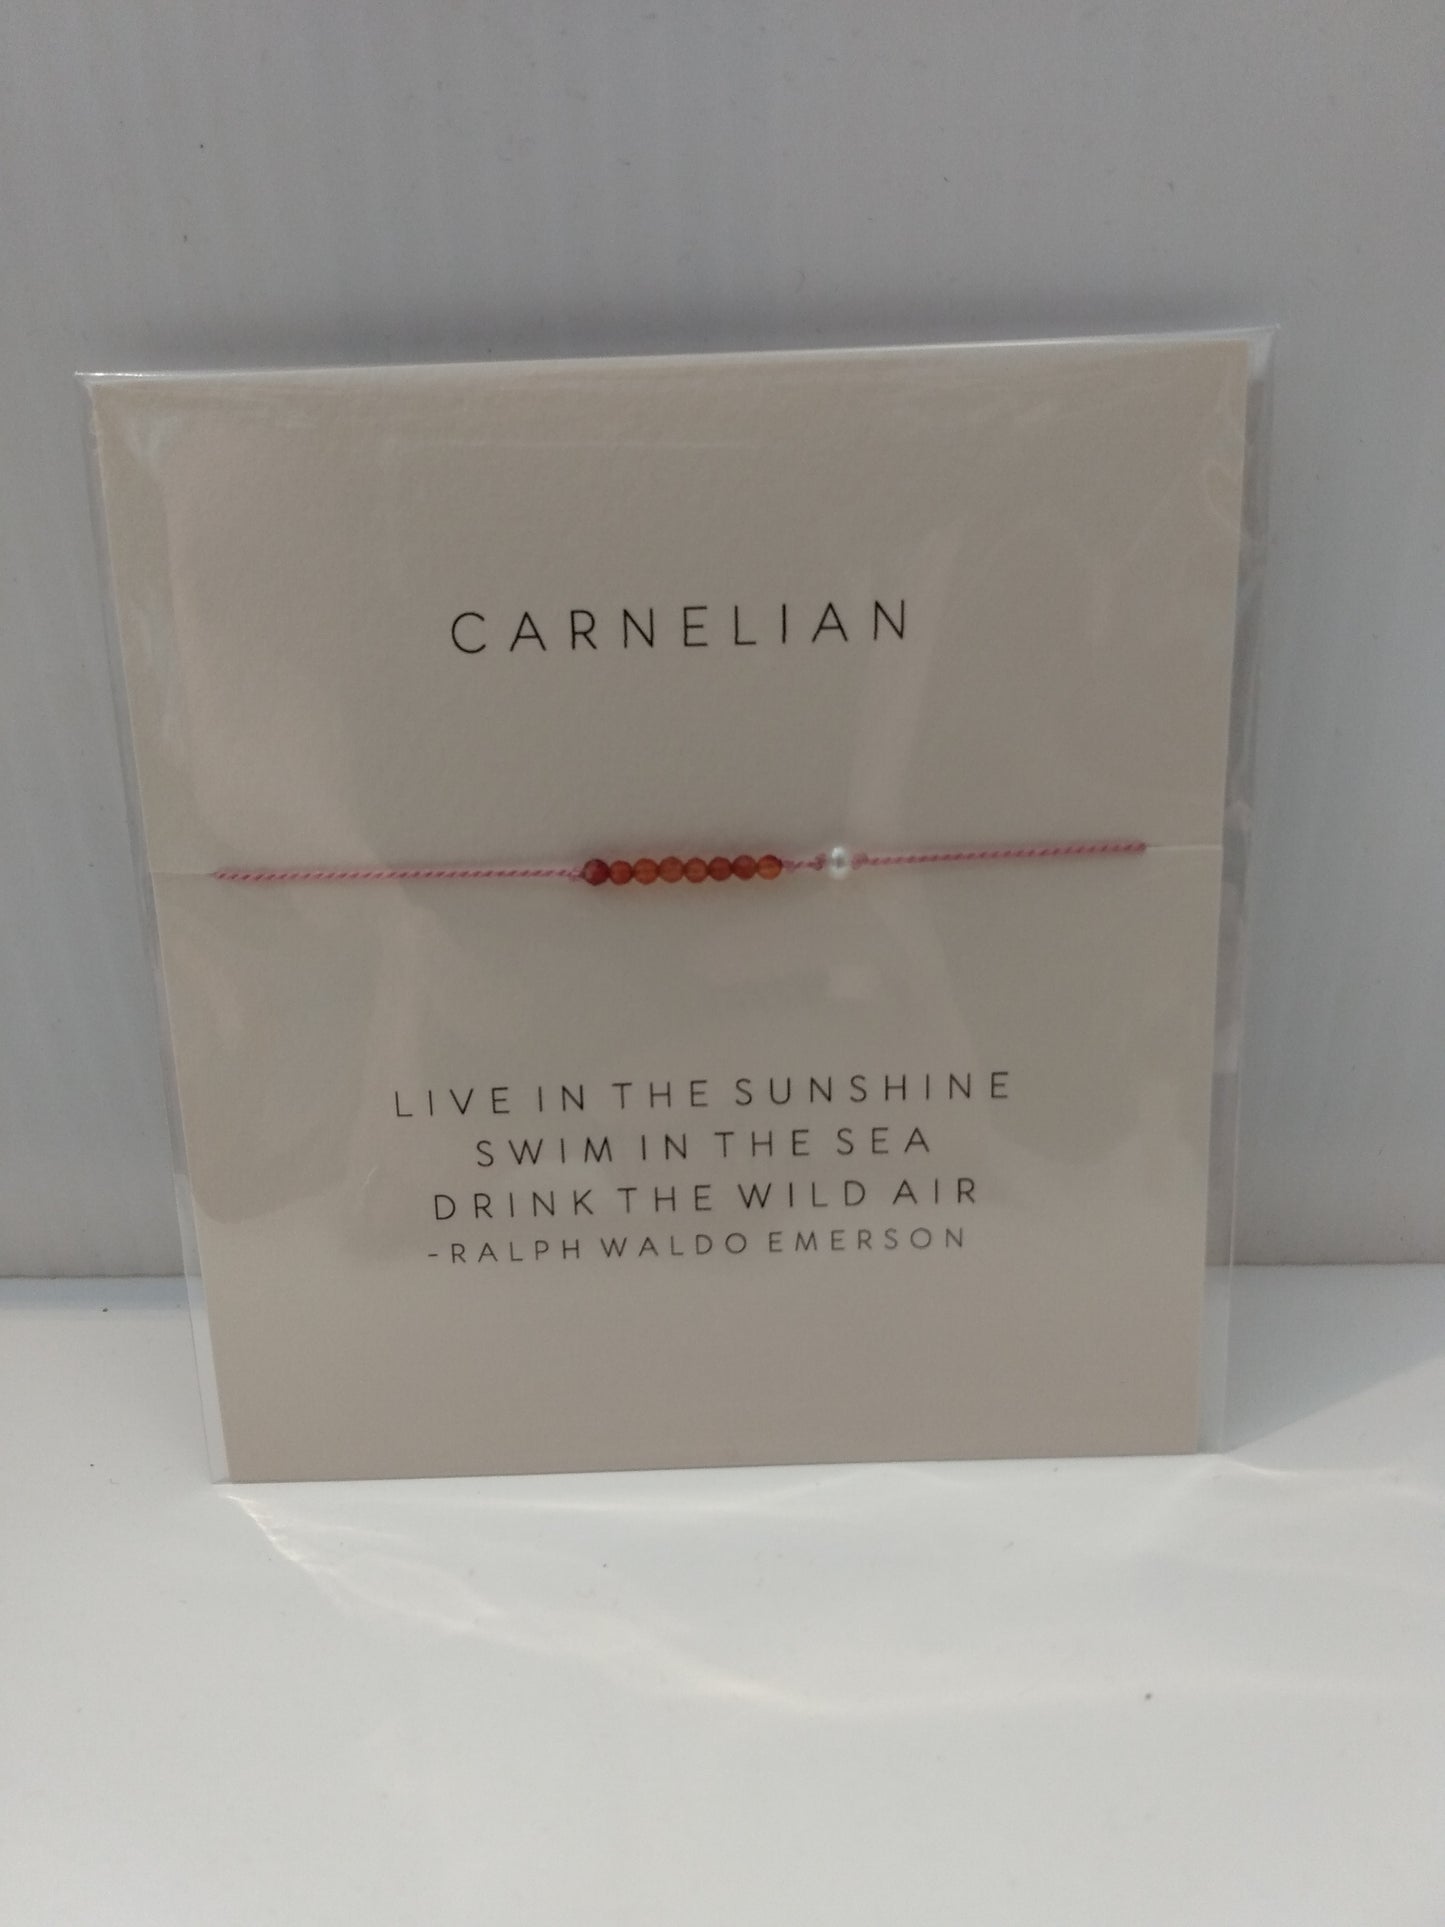 CARNELIAN
LIVE IN THE SUNSHINE
SWIM IN THE SEA
DRINK THE WILD AIR
-RALPH WALDO EMERSON